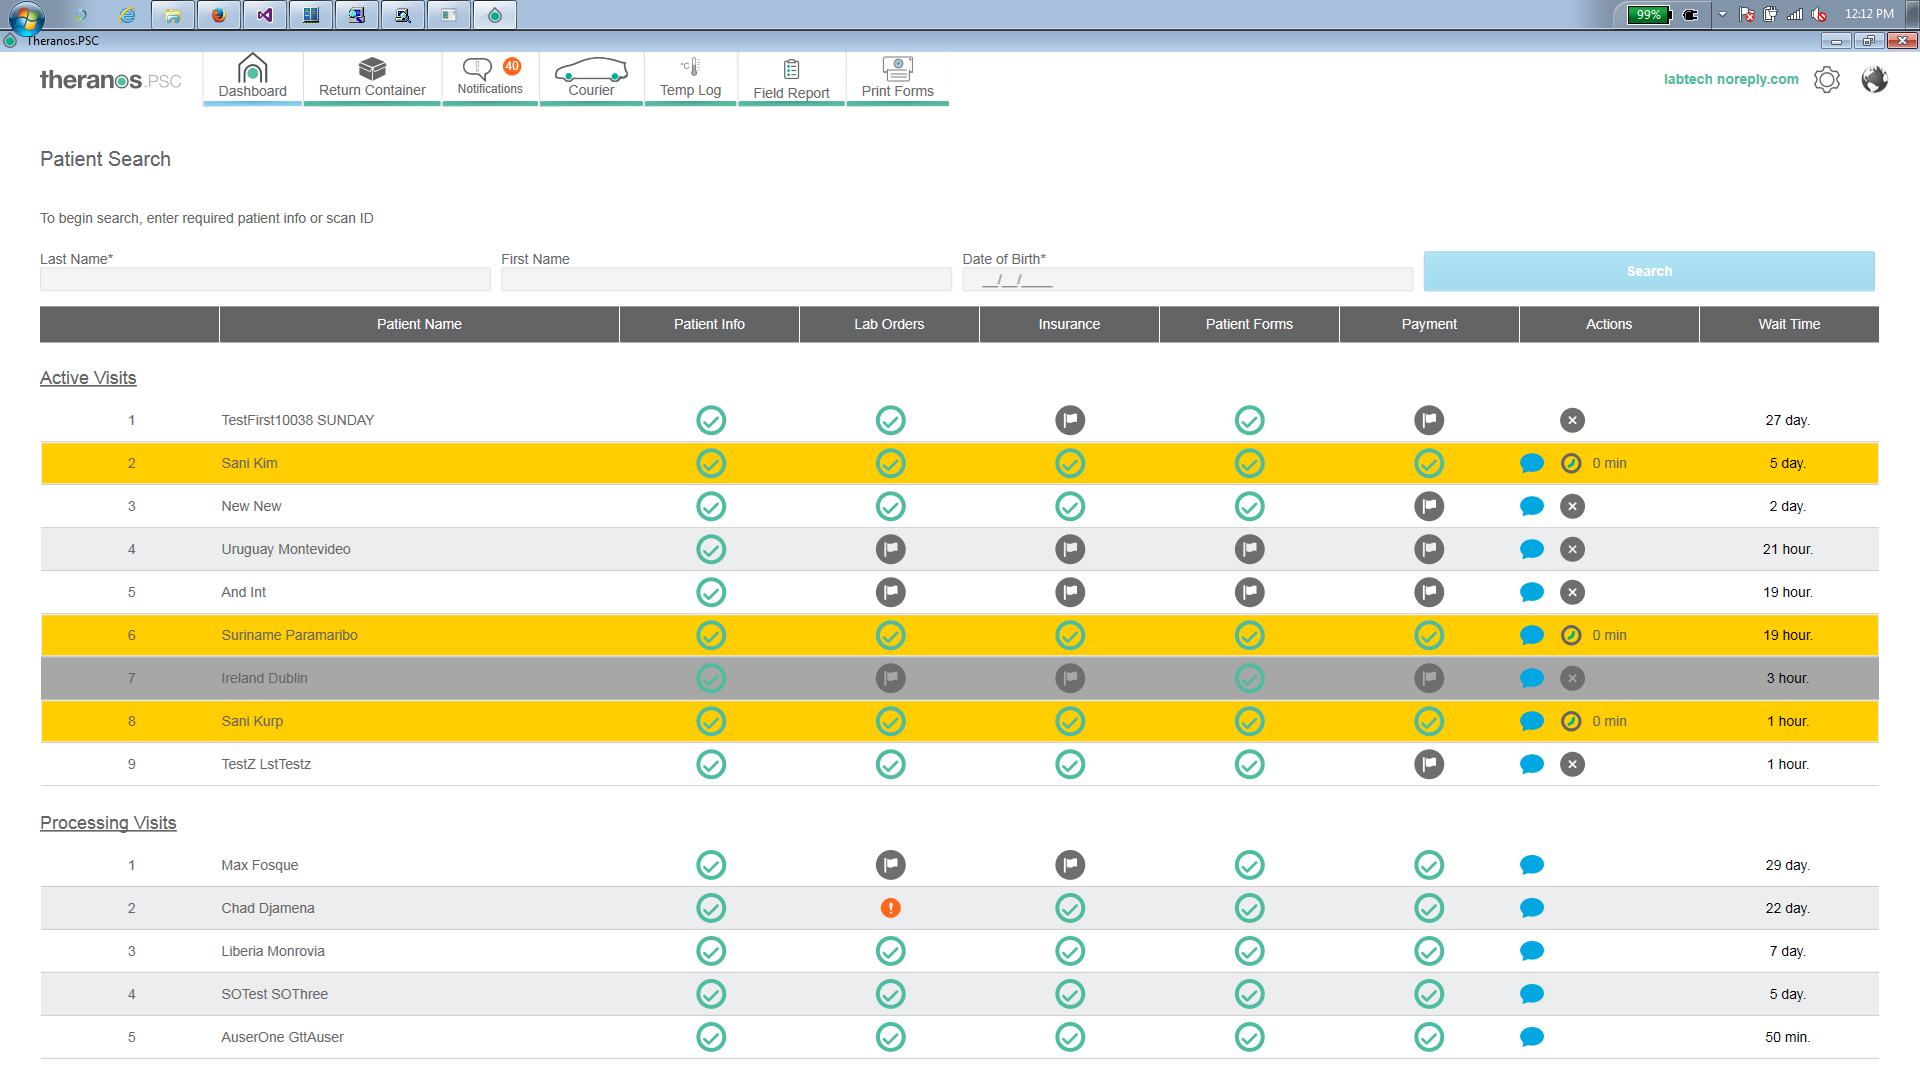 99%
12:12 PM
Theranos.PSC
theranos.PSC
Dashboard
Return Container
40
Notifications
Courier
°C
Temp Log
Field Report
Print Forms
labtech noreply.com
Patient Search
To begin search, enter required patient info or scan ID
Last Name*
First Name
Date of Birth*
__/__/____
Search
Patient Name Patient Info Lab Orders Insurance Patient Forms Payment Actions Wait Time
Active Visits
1 TestFirst10038 SUNDAY 27 day.
2 Sani Kim 0 min 5 day.
3 New New 2 day.
4 Uruguay Montevideo 21 hour.
5 And Int 19 hour.
6 Suriname Paramaribo 0 min 19 hour.
7 Ireland Dublin 3 hour.
8 Sani Kurp 0 min 1 hour.
9 TestZ LstTestz 1 hour.
Processing Visits
1 Max Fosque 29 day.
2 Chad Djamena 22 day.
3 Liberia Monrovia 7 day.
4 SOTest SOThree 5 day.
5 AuserOne GttAuser 50 min.